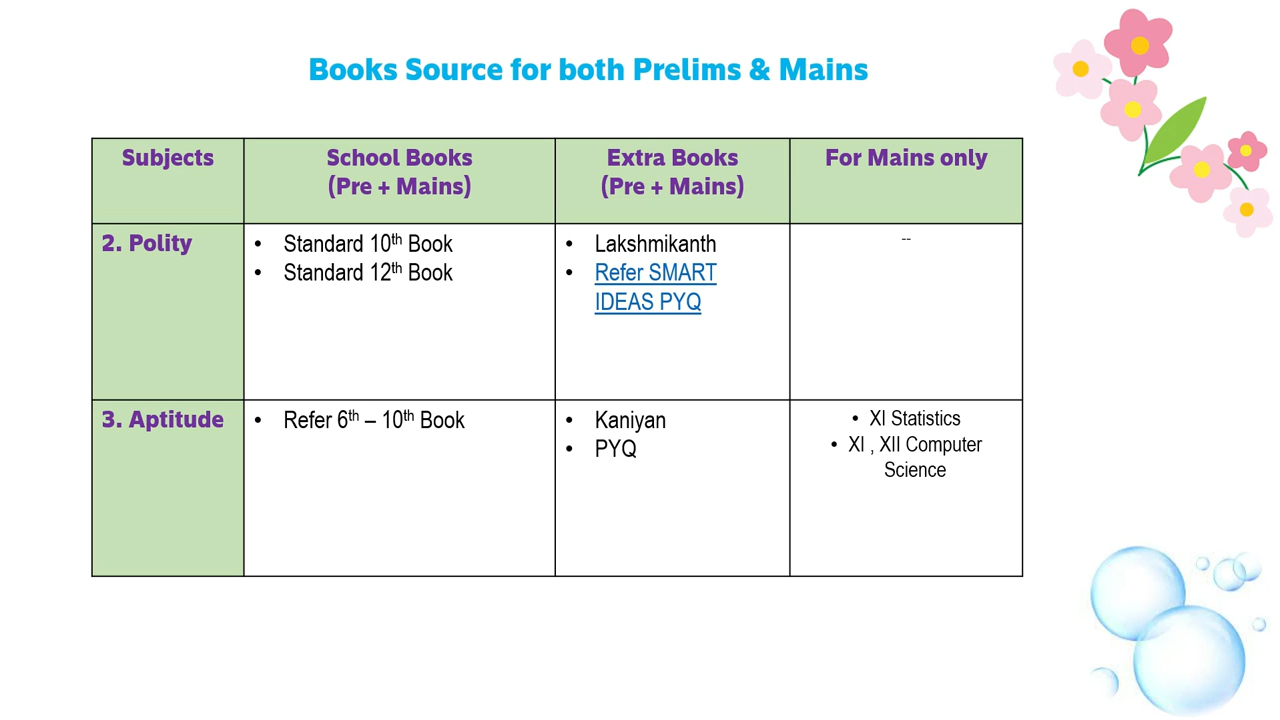 Books Source for both Prelims & Mains
Subjects
School Books
(Pre + Mains)
Extra Books
(Pre + Mains)
For Mains only
2. Polity
• Standard 10th Book
• Standard 12th Book
• Lakshmikanth
• Refer SMART
IDEAS PYQ
--
3. Aptitude
• Refer 6th – 10th Book
• Kaniyan
• PYQ
• XI Statistics
• XI , XII Computer
Science